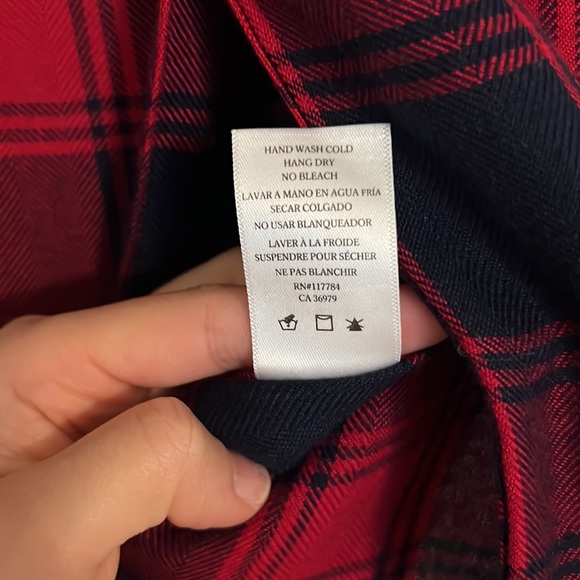 HAND WASH COLD
HANG DRY
NO BLEACH
LAVAR A MANO EN AGUA FRÍA
SECAR COLGADO
NO USAR BLANQUEADOR
LAVER À LA FROIDE
SUSPENDRE POUR SÉCHER
NE PAS BLANCHIR
RN#117784
CA 36979